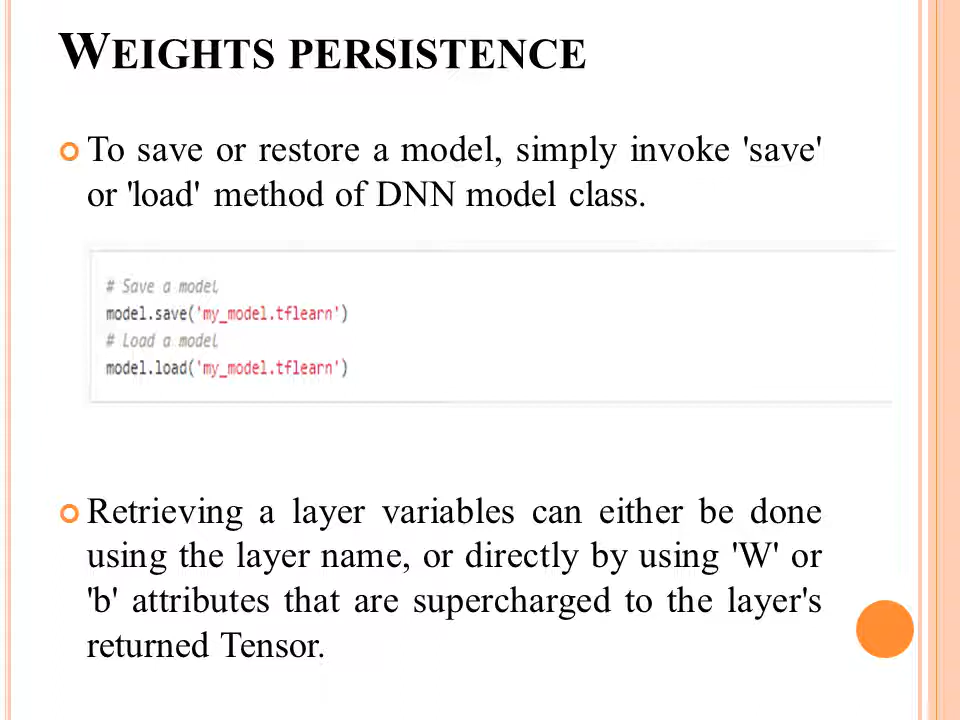 WEIGHTS PERSISTENCE
To save or restore a model, simply invoke 'save'
or 'load' method of DNN model class.
# Save a model
model.save('my_model.tflearn')
# Load a model
model.load('my_model.tflearn')
Retrieving a layer variables can either be done
using the layer name, or directly by using 'W' or
'b' attributes that are supercharged to the layer's
returned Tensor.